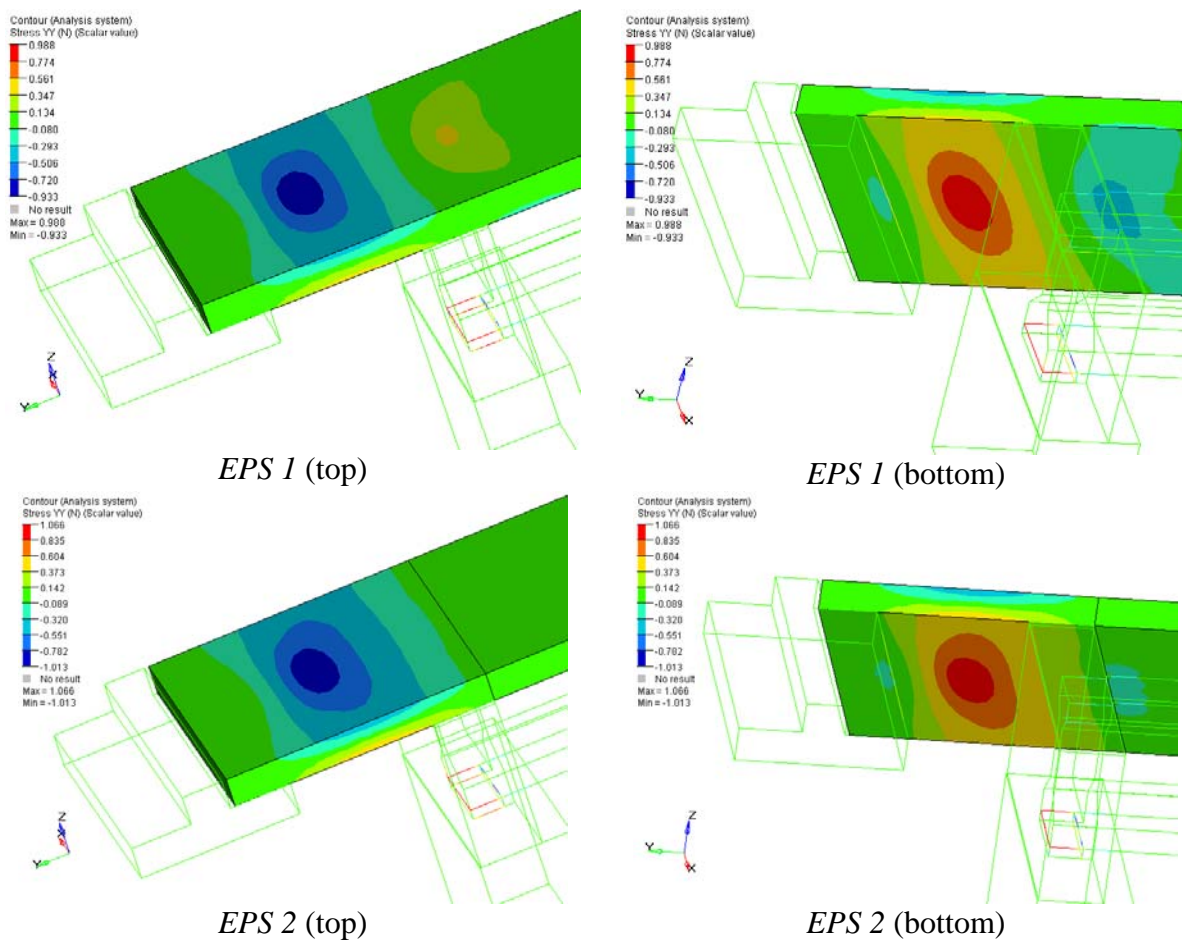 Contour (Analysis system)
Stress YY (N) (Scalar value)
0.988
0.774
0.561
0.347
0.134
-0.080
-0.293
-0.506
-0.720
-0.933
No result
Max = 0.988
Min = -0.933
Z
X
Y
EPS 1 (top)
Contour (Analysis system)
Stress YY (N) (Scalar value)
0.988
0.774
0.561
0.347
0.134
-0.080
-0.293
-0.506
-0.720
-0.933
No result
Max = 0.988
Min = -0.933
Z
Y
X
EPS 1 (bottom)
Contour (Analysis system)
Stress YY (N) (Scalar value)
1.066
0.835
0.604
0.373
0.142
-0.089
-0.320
-0.551
-0.782
-1.013
No result
Max = 1.066
Min = -1.013
Z
X
Y
EPS 2 (top)
Contour (Analysis system)
Stress YY (N) (Scalar value)
1.066
0.835
0.604
0.373
0.142
-0.089
-0.320
-0.551
-0.782
-1.013
No result
Max = 1.066
Min = -1.013
Z
Y
X
EPS 2 (bottom)